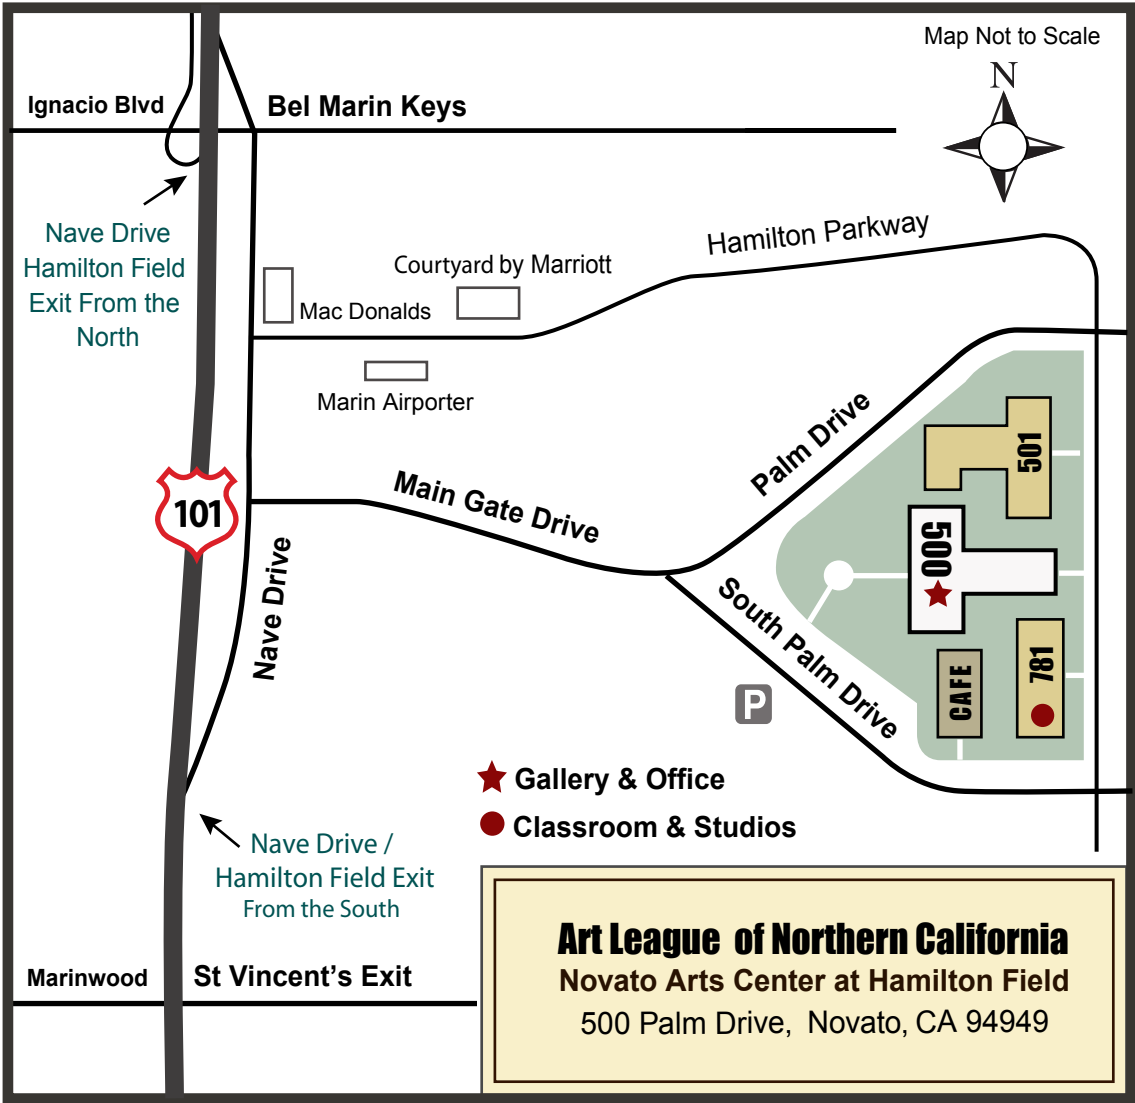 Map Not to Scale
N
Ignacio Blvd
Bel Marin Keys
Nave Drive
Hamilton Field
Exit From the
North
Hamilton Parkway
Courtyard by Marriott
Mac Donalds
Marin Airporter
Palm Drive
501
Main Gate Drive
101
500
Nave Drive
South Palm Drive
781
CAFE
P
Gallery & Office
Classroom & Studios
Nave Drive /
Hamilton Field Exit
From the South
Marinwood
St Vincent’s Exit
Art League of Northern California
Novato Arts Center at Hamilton Field
500 Palm Drive, Novato, CA 94949